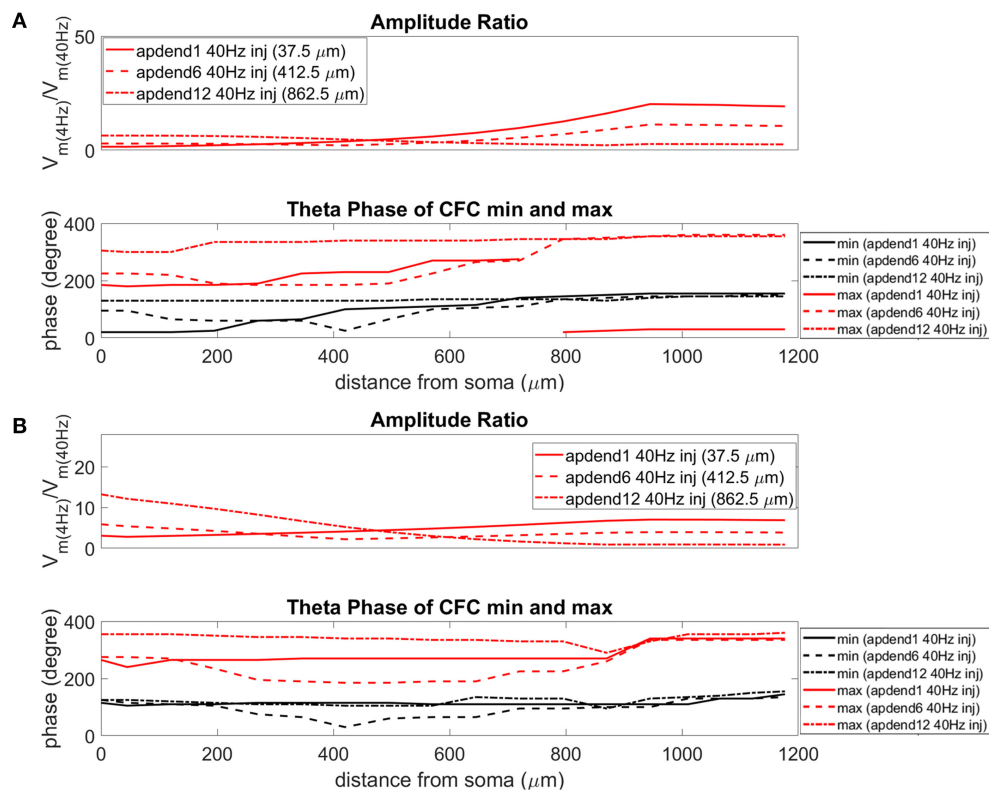 A
Amplitude Ratio
V_m(4Hz)/V_m(40Hz)
50
0
apdend1 40Hz inj (37.5 μm)
apdend6 40Hz inj (412.5 μm)
apdend12 40Hz inj (862.5 μm)
Theta Phase of CFC min and max
phase (degree)
400
200
0
0 200 400 600 800 1000 1200
distance from soma (μm)
min (apdend1 40Hz inj)
min (apdend6 40Hz inj)
min (apdend12 40Hz inj)
max (apdend1 40Hz inj)
max (apdend6 40Hz inj)
max (apdend12 40Hz inj)
B
Amplitude Ratio
V_m(4Hz)/V_m(40Hz)
20
10
0
apdend1 40Hz inj (37.5 μm)
apdend6 40Hz inj (412.5 μm)
apdend12 40Hz inj (862.5 μm)
Theta Phase of CFC min and max
phase (degree)
400
200
0
0 200 400 600 800 1000 1200
distance from soma (μm)
min (apdend1 40Hz inj)
min (apdend6 40Hz inj)
min (apdend12 40Hz inj)
max (apdend1 40Hz inj)
max (apdend6 40Hz inj)
max (apdend12 40Hz inj)